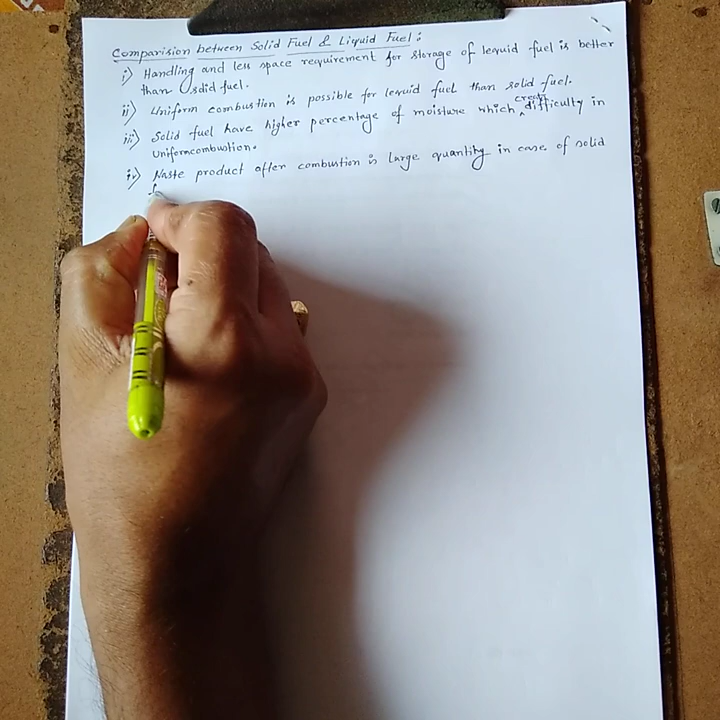 Comparision between Solid Fuel & Liquid Fuel:
i) Handling and less space requirement for storage of lequid fuel is better
than solid fuel.
ii) Uniform combustion is possible for lequid fuel than solid fuel.
iii) Solid fuel have higher percentage of moisture which create difficulty in
Uniformcombustion.
iv) Waste product after combustion is large quantity in case of solid
f